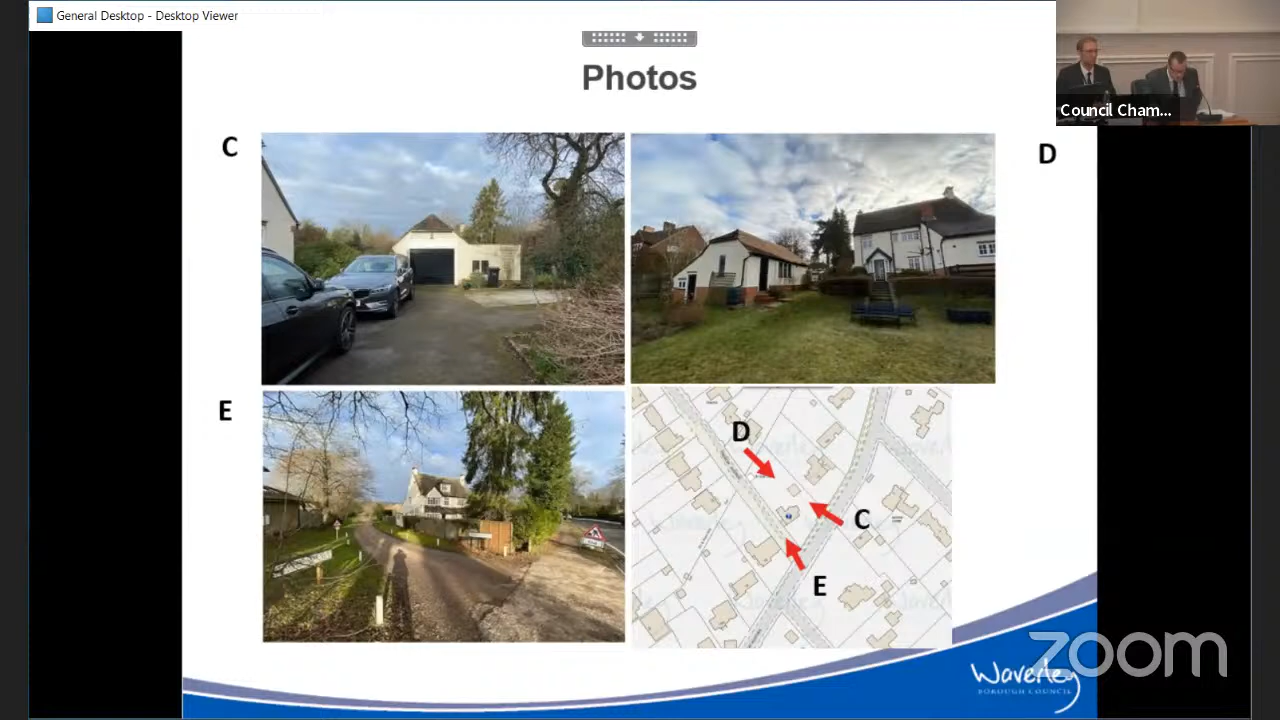 General Desktop - Desktop Viewer
Photos
Council Cham...
C
D
E
D
C
E
zoom
Waverley
BOROUGH COUNCIL